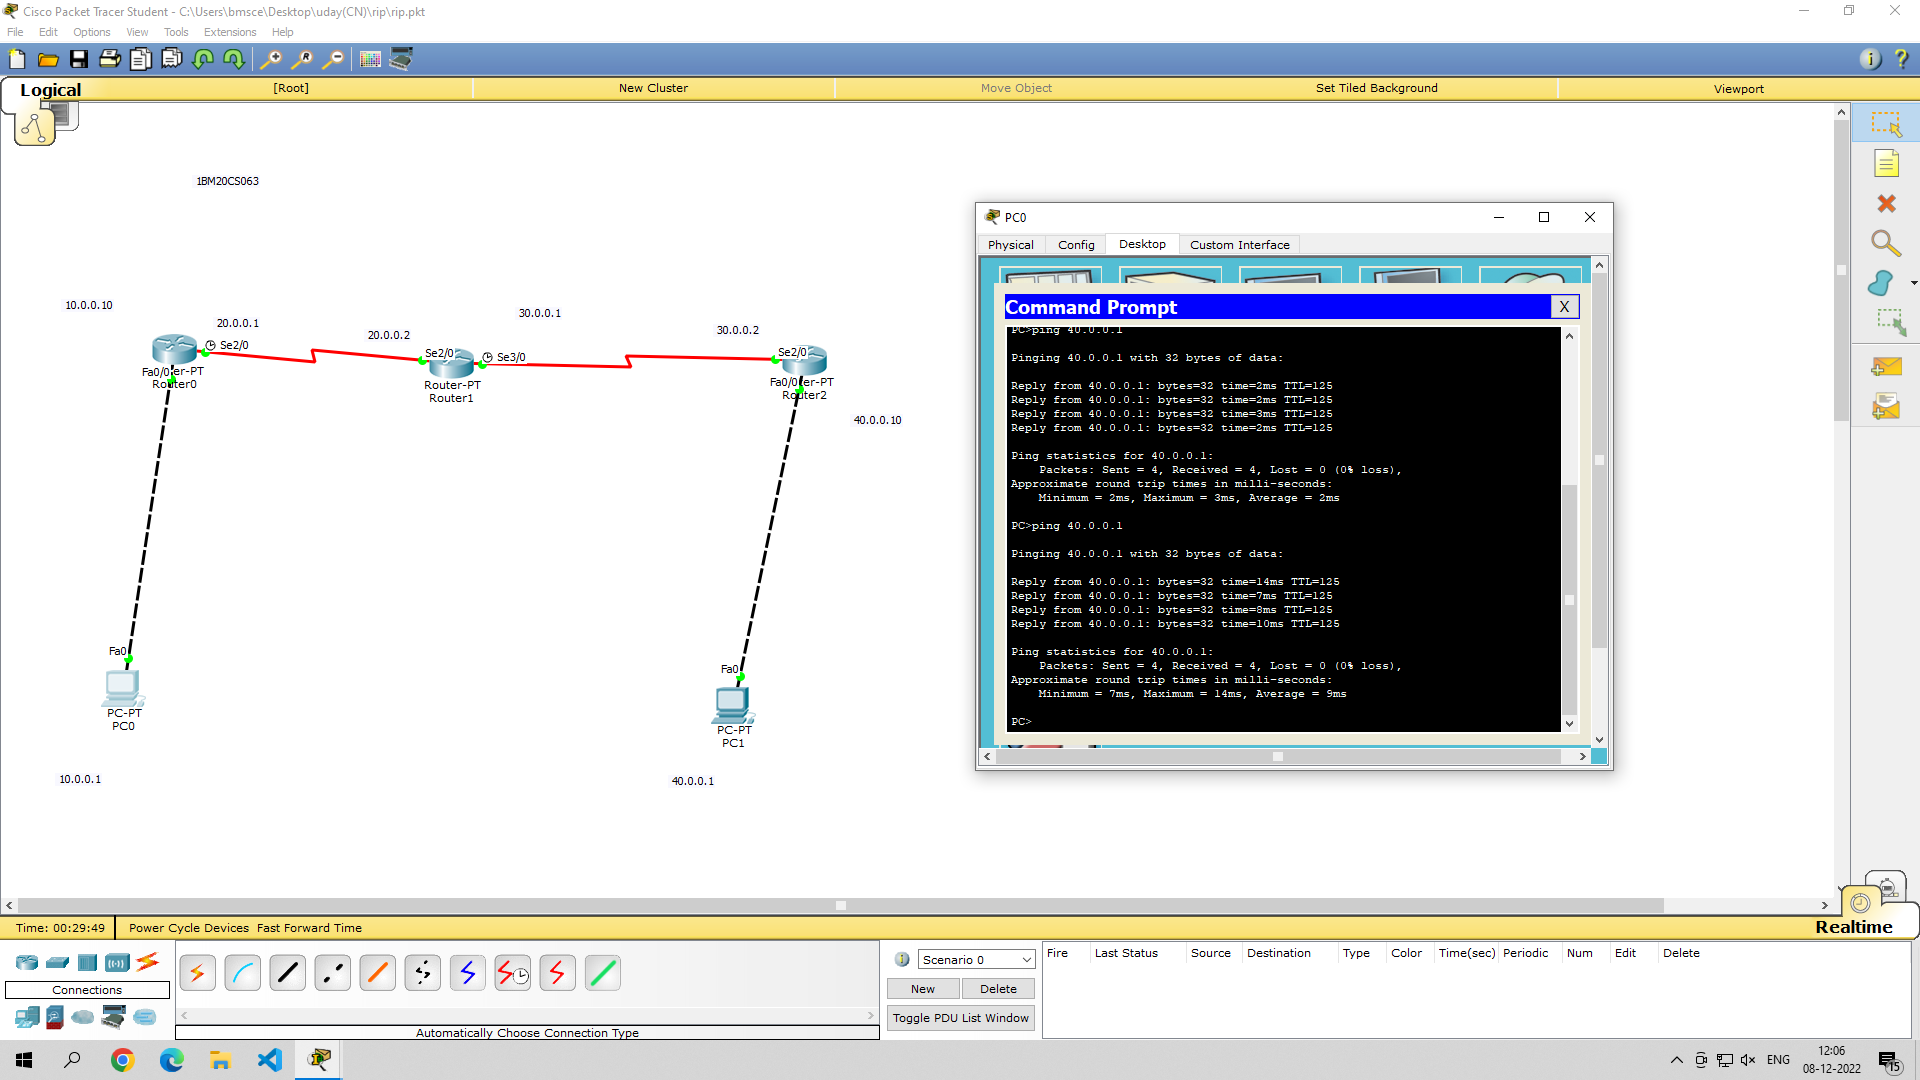 Cisco Packet Tracer Student - C:\Users\bmsce\Desktop\uday(CN)\rip\rip.pkt
File Edit Options View Tools Extensions Help
Logical [Root] New Cluster Move Object Set Tiled Background Viewport
1BM20CS063
10.0.0.10
20.0.0.1
20.0.0.2
30.0.0.1
30.0.0.2
40.0.0.10
Se2/0
Fa0/0
er-PT
Router0
Se2/0
Se3/0
Router-PT
Router1
Se2/0
Fa0/0
er-PT
Router2
Fa0
PC-PT
PC0
10.0.0.1
Fa0
PC-PT
PC1
40.0.0.1
PC0
Physical Config Desktop Custom Interface
Command Prompt X
PC>ping 40.0.0.1
Pinging 40.0.0.1 with 32 bytes of data:
Reply from 40.0.0.1: bytes=32 time=2ms TTL=125
Reply from 40.0.0.1: bytes=32 time=2ms TTL=125
Reply from 40.0.0.1: bytes=32 time=3ms TTL=125
Reply from 40.0.0.1: bytes=32 time=2ms TTL=125
Ping statistics for 40.0.0.1:
Packets: Sent = 4, Received = 4, Lost = 0 (0% loss),
Approximate round trip times in milli-seconds:
Minimum = 2ms, Maximum = 3ms, Average = 2ms
PC>ping 40.0.0.1
Pinging 40.0.0.1 with 32 bytes of data:
Reply from 40.0.0.1: bytes=32 time=14ms TTL=125
Reply from 40.0.0.1: bytes=32 time=7ms TTL=125
Reply from 40.0.0.1: bytes=32 time=8ms TTL=125
Reply from 40.0.0.1: bytes=32 time=10ms TTL=125
Ping statistics for 40.0.0.1:
Packets: Sent = 4, Received = 4, Lost = 0 (0% loss),
Approximate round trip times in milli-seconds:
Minimum = 7ms, Maximum = 14ms, Average = 9ms
PC>
Time: 00:29:49 Power Cycle Devices Fast Forward Time Realtime
Connections
Automatically Choose Connection Type
Scenario 0
New Delete
Toggle PDU List Window
Fire Last Status Source Destination Type Color Time(sec) Periodic Num Edit Delete
ENG
12:06
08-12-2022
15